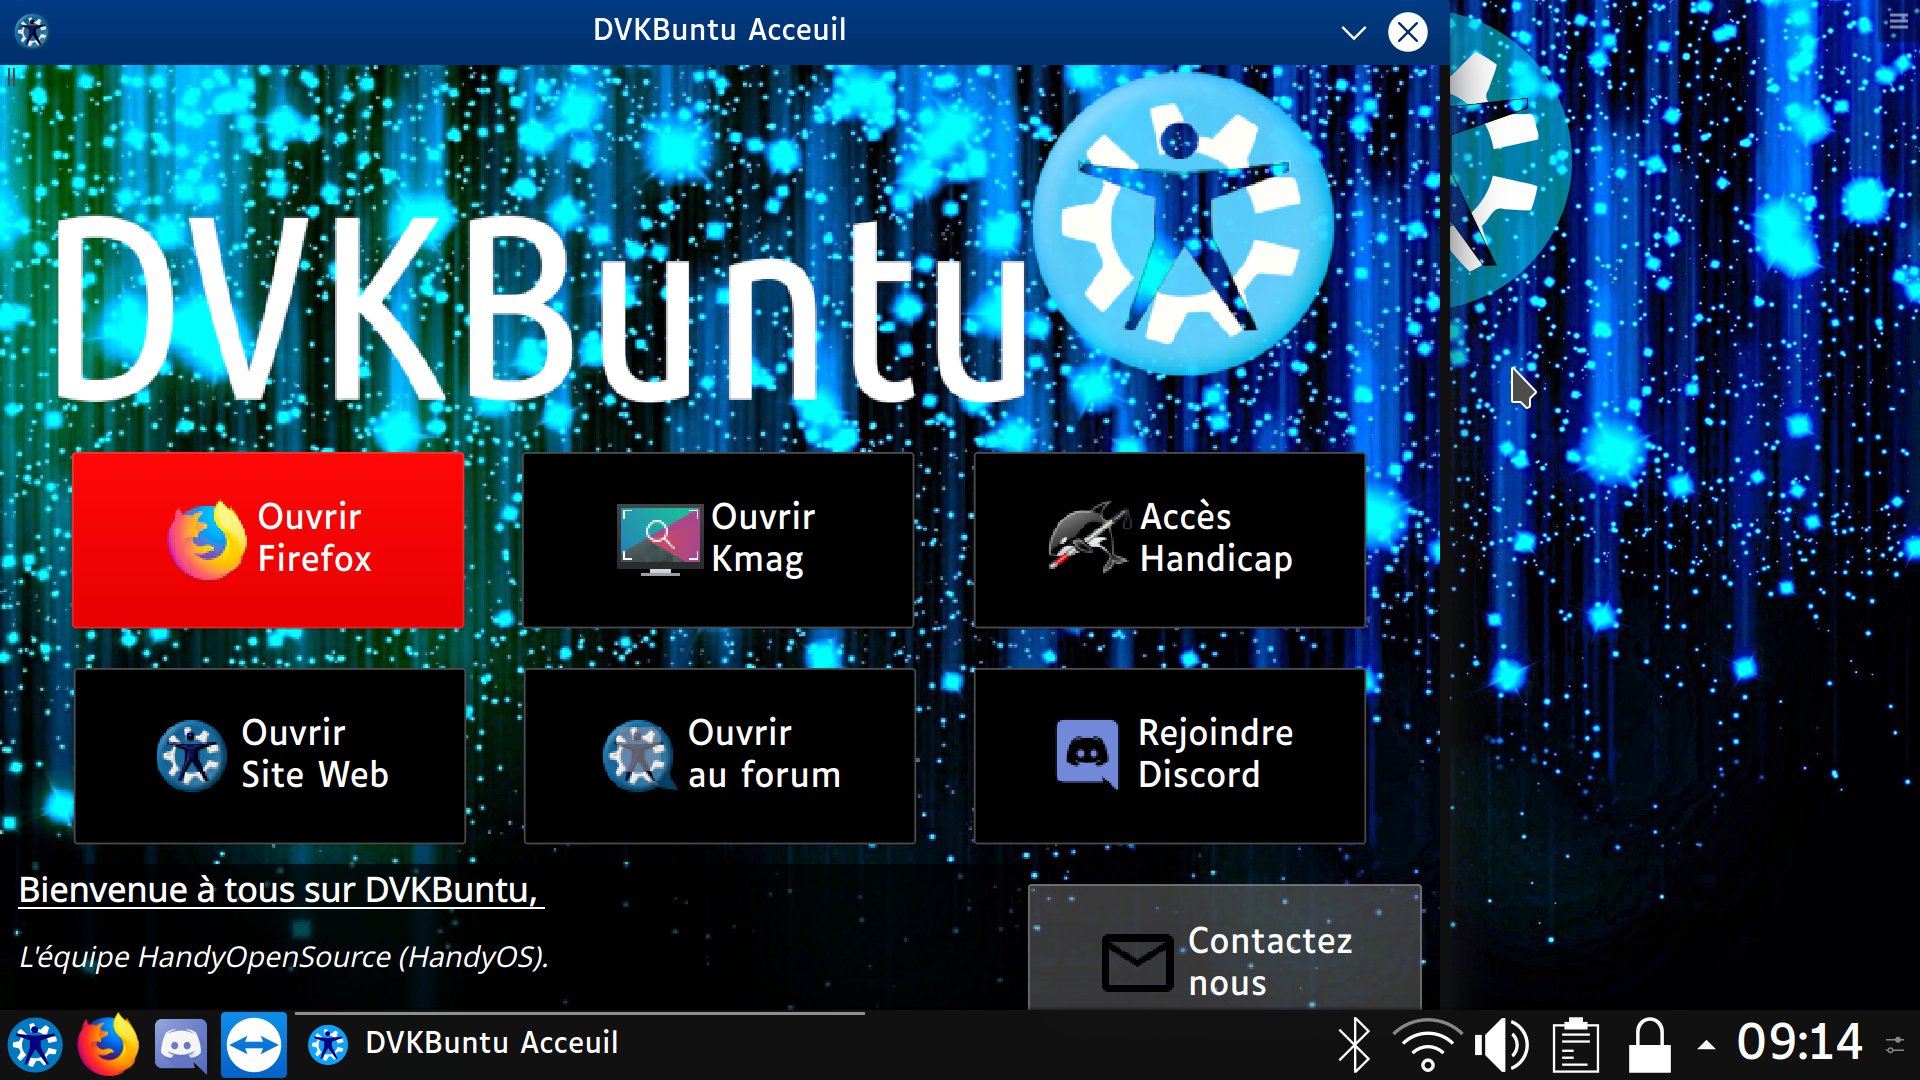 DVKBuntu Acceuil
DVKBuntu
Ouvrir
Firefox
Ouvrir
Kmag
Accès
Handicap
Ouvrir
Site Web
Ouvrir
au forum
Rejoindre
Discord
Bienvenue à tous sur DVKBuntu,
L'équipe HandyOpenSource (HandyOS).
Contactez
nous
DVKBuntu Acceuil
09:14